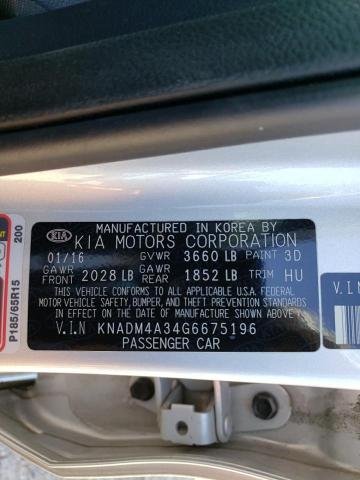 MANUFACTURED IN KOREA BY
KIA KIA MOTORS CORPORATION
01/16 GVWR 3660 LB PAINT 3D
GAWR GAWR
FRONT 2028 LB REAR 1852 LB TRIM HU
THIS VEHICLE CONFORMS TO ALL APPLICABLE FEDERAL
MOTOR VEHICLE SAFETY, BUMPER, AND THEFT
PREVENTION STANDARDS IN EFFECT ON THE DATE OF
MANUFACTURE SHOWN ABOVE.
V.I.N KNADM4A34G6675196
PASSENGER CAR
P185/65R15
200
V.I.N